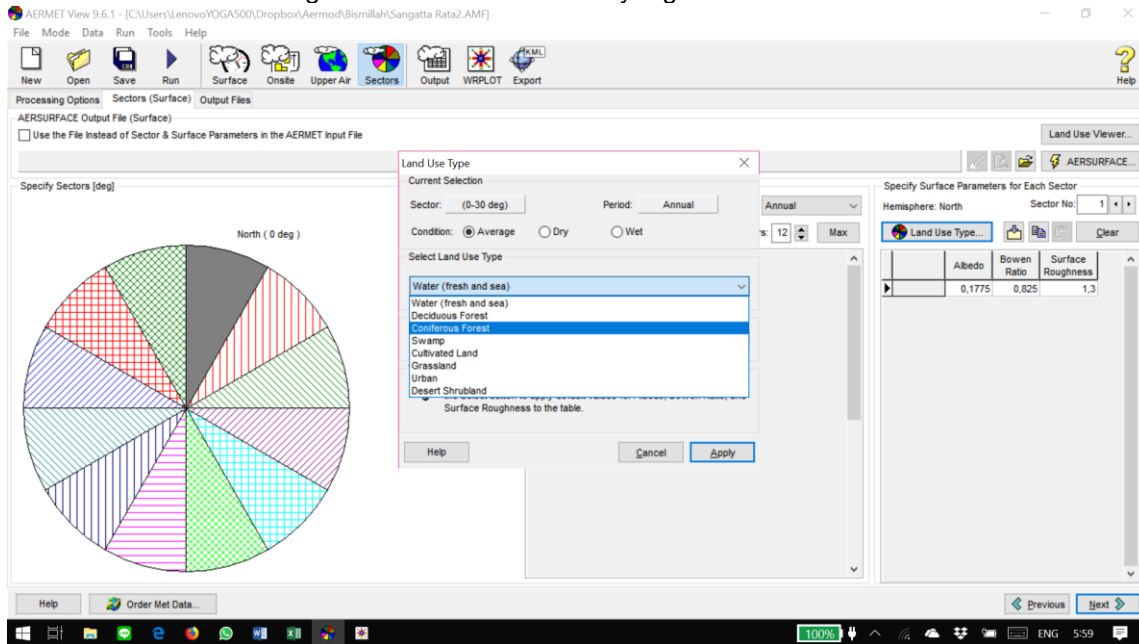 AERMET View 9.6.1 - [C:\Users\LenovoYOGA500\Dropbox\Aermod\Bismillah\Sangatta Rata2.AMF]
File Mode Data Run Tools Help
New Open Save Run Surface Onsite Upper Air Sectors Output WRPLOT Export Help
KML
Processing Options Sectors (Surface) Output Files
AERSURFACE Output File (Surface)
Use the File Instead of Sector & Surface Parameters in the AERMET Input File
Land Use Viewer...
AERSURFACE...
Specify Sectors [deg]
North ( 0 deg )
Land Use Type
Current Selection
Sector: (0-30 deg) Period: Annual
Condition: Average Dry Wet
Select Land Use Type
Water (fresh and sea)
Water (fresh and sea)
Deciduous Forest
Coniferous Forest
Swamp
Cultivated Land
Grassland
Urban
Desert Shrubland
Surface Roughness to the table.
Help Cancel Apply
Annual
12 Max
Specify Surface Parameters for Each Sector
Hemisphere: North Sector No: 1
Land Use Type... Clear
Albedo Bowen Ratio Surface Roughness
0,1775 0,825 1,3
Help Order Met Data... Previous Next
100% ENG 5:59